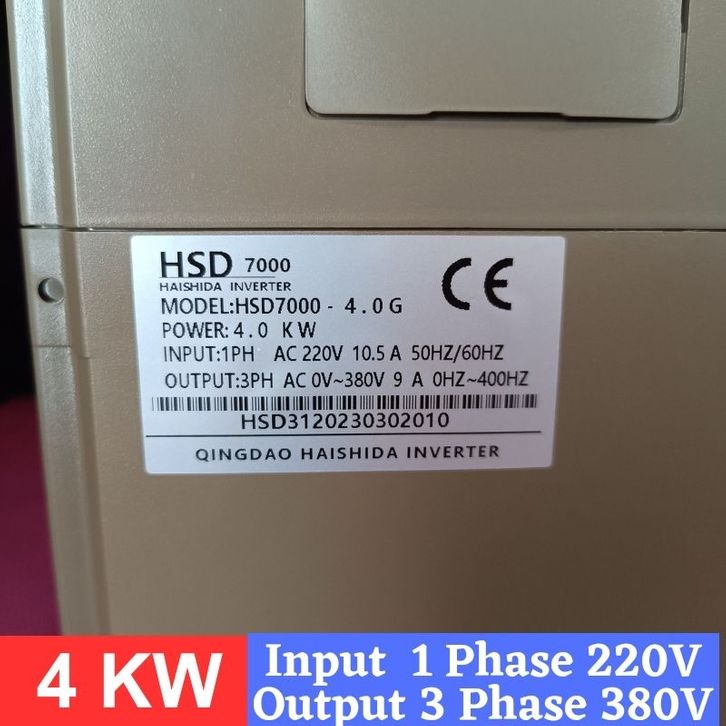 HSD 7000
HAISHIDA INVERTER
CE
MODEL:HSD7000 - 4.0G
POWER:4.0 KW
INPUT:1PH AC 220V 10.5A 50HZ/60HZ
OUTPUT:3PH AC 0V~380V 9 A 0HZ~400HZ
HSD3120230302010
QINGDAO HAISHIDA INVERTER
4 KW
Input 1 Phase 220V
Output 3 Phase 380V